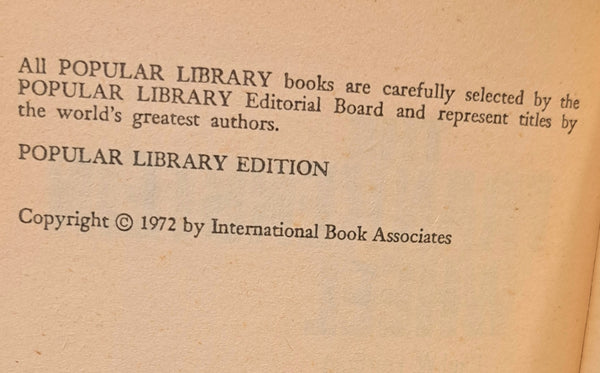 All POPULAR LIBRARY books are carefully selected by the
POPULAR LIBRARY Editorial Board and represent titles by
the world's greatest authors.
POPULAR LIBRARY EDITION
Copyright © 1972 by International Book Associates